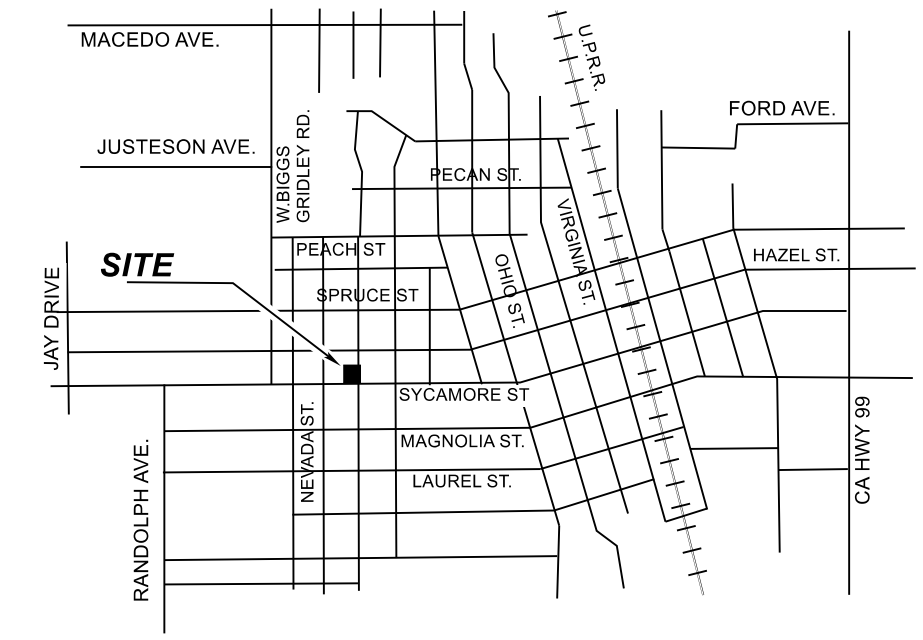 MACEDO AVE.
U.P.R.R.
FORD AVE.
JUSTESON AVE.
W.BIGGS
GRIDLEY RD.
PECAN ST.
VIRGINIA ST.
PEACH ST
HAZEL ST.
SITE
OHIO ST.
JAY DRIVE
SPRUCE ST
SYCAMORE ST
NEVADA ST.
MAGNOLIA ST.
CA HWY 99
RANDOLPH AVE.
LAUREL ST.